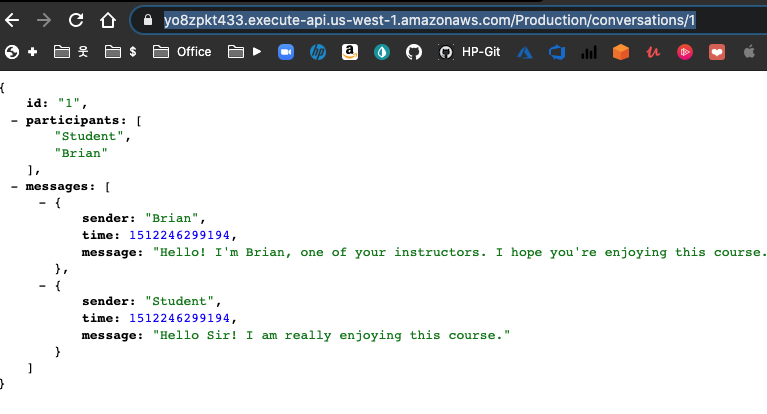 yo8zpkt433.execute-api.us-west-1.amazonaws.com/Production/conversations/1
$ Office HP-Git
{
id: "1",
- participants: [
"Student",
"Brian"
],
- messages: [
- {
sender: "Brian",
time: 1512246299194,
message: "Hello! I'm Brian, one of your instructors. I hope you're enjoying this course.
},
- {
sender: "Student",
time: 1512246299194,
message: "Hello Sir! I am really enjoying this course."
}
]
}